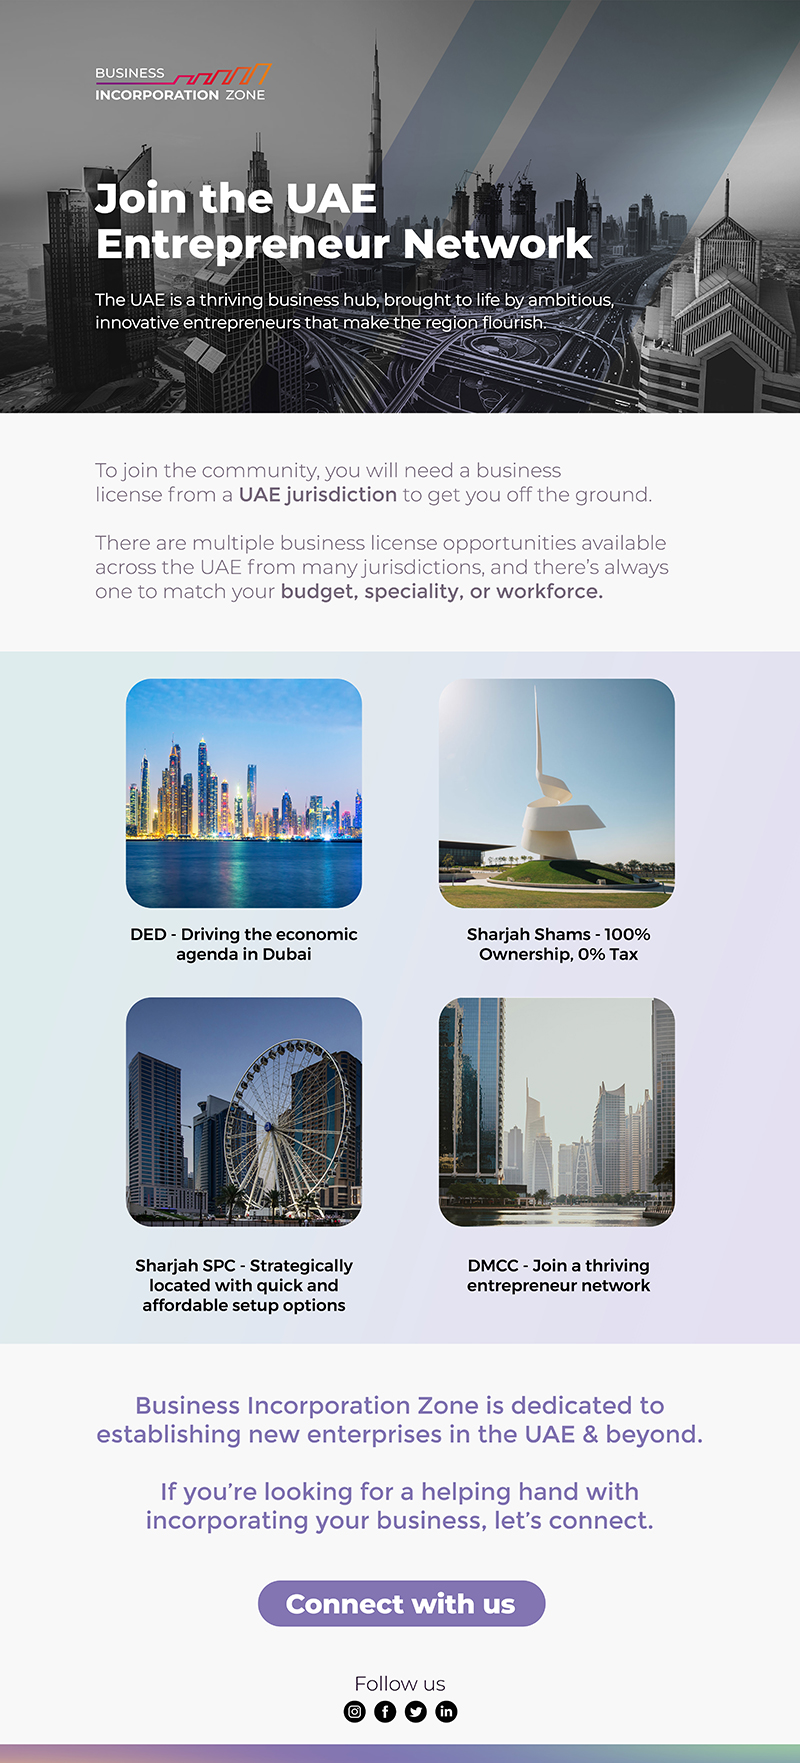 BUSINESS
INCORPORATION ZONE
Join the UAE
Entrepreneur Network
The UAE is a thriving business hub, brought to life by ambitious,
innovative entrepreneurs that make the region flourish.
To join the community, you will need a business
license from a UAE jurisdiction to get you off the ground.
There are multiple business license opportunities available
across the UAE from many jurisdictions, and there’s always
one to match your budget, speciality, or workforce.
DED - Driving the economic
agenda in Dubai
Sharjah Shams - 100%
Ownership, 0% Tax
Sharjah SPC - Strategically
located with quick and
affordable setup options
DMCC - Join a thriving
entrepreneur network
Business Incorporation Zone is dedicated to
establishing new enterprises in the UAE & beyond.
If you’re looking for a helping hand with
incorporating your business, let’s connect.
Connect with us
Follow us